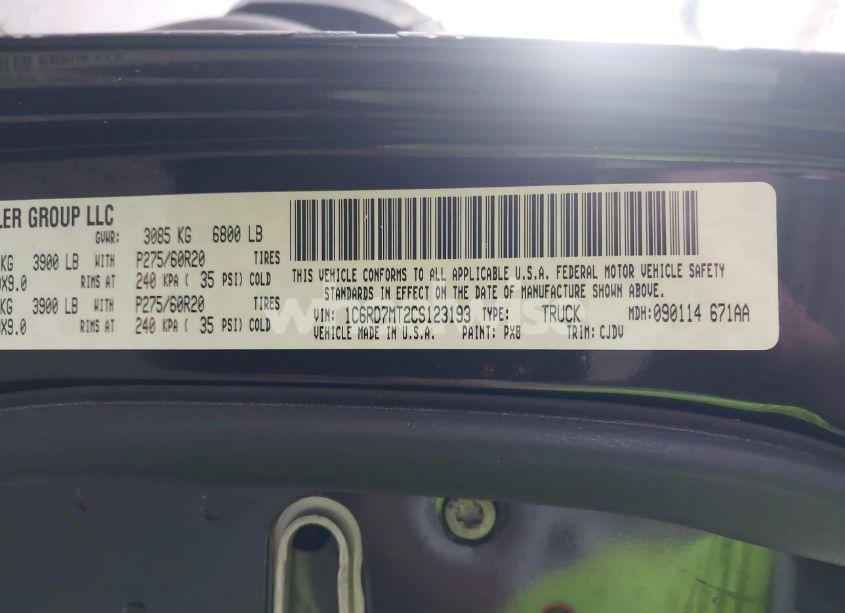 LER GROUP LLC
GVWR: 3085 KG 6800 LB
KG 3900 LB WITH P275/60R20 TIRES
X9.0 RIMS AT 240 KPA ( 35 PSI) COLD
KG 3900 LB WITH P275/60R20 TIRES
X9.0 RIMS AT 240 KPA ( 35 PSI) COLD
THIS VEHICLE CONFORMS TO ALL APPLICABLE U.S.A. FEDERAL MOTOR VEHICLE SAFETY
STANDARDS IN EFFECT ON THE DATE OF MANUFACTURE SHOWN ABOVE.
VIN: 1C6RD7MT2CS123193 TYPE: TRUCK MDH: 090114 671AA
VEHICLE MADE IN U.S.A. PAINT: PX8 TRIM: CJDV